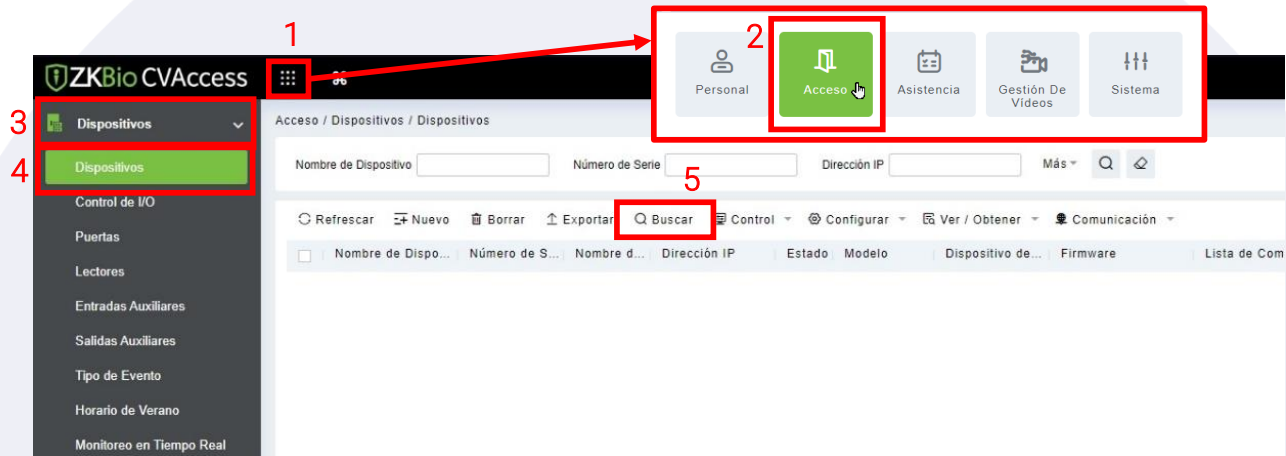 1
2
Personal
Acceso
Asistencia
Gestión De
Vídeos
Sistema
ZKBio CVAccess
3
Dispositivos
Acceso / Dispositivos / Dispositivos
4
Dispositivos
Nombre de Dispositivo
Número de Serie
Dirección IP
Más
5
Control de I/O
Refrescar
Nuevo
Borrar
Exportar
Buscar
Control
Configurar
Ver / Obtener
Comunicación
Puertas
Nombre de Dispo...
Número de S...
Nombre d...
Dirección IP
Estado
Modelo
Dispositivo de...
Firmware
Lista de Com
Lectores
Entradas Auxiliares
Salidas Auxiliares
Tipo de Evento
Horario de Verano
Monitoreo en Tiempo Real